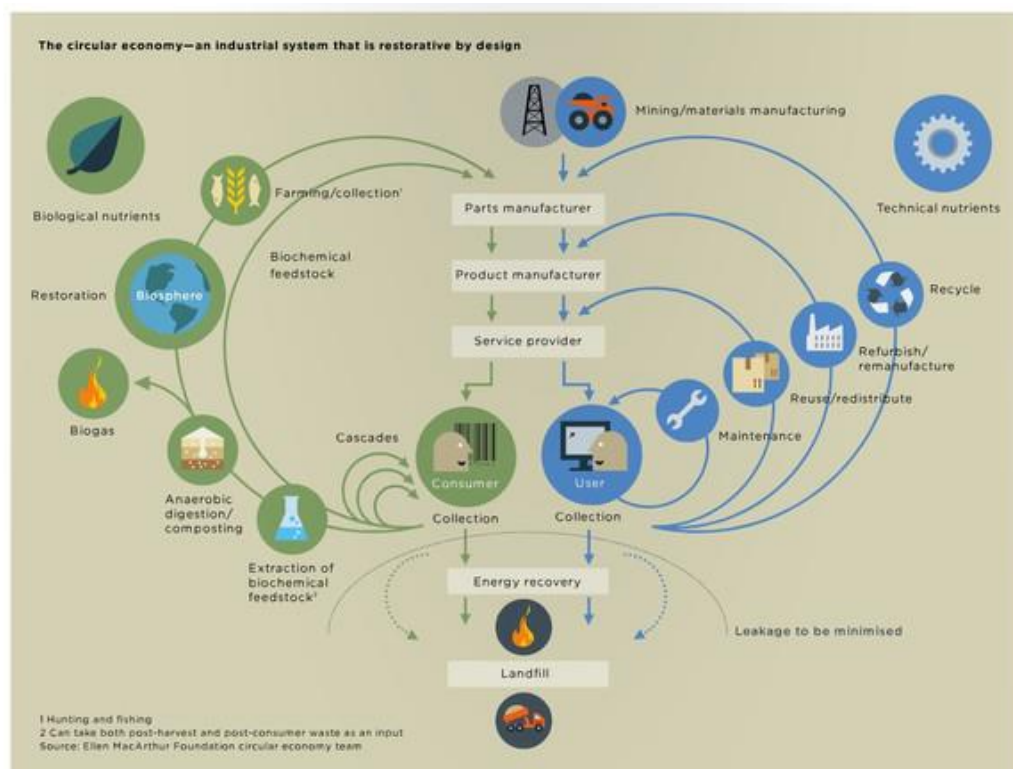 The circular economy—an industrial system that is restorative by design
Mining/materials manufacturing
Biological nutrients
Farming/collection¹
Parts manufacturer
Technical nutrients
Biochemical
feedstock
Product manufacturer
Restoration
Biosphere
Recycle
Service provider
Refurbish/
remanufacture
Biogas
Reuse/redistribute
Cascades
Maintenance
Consumer
User
Anaerobic
digestion/
composting
Collection
Collection
Extraction of
biochemical
feedstock²
Energy recovery
Leakage to be minimised
Landfill
1 Hunting and fishing
2 Can take both post-harvest and post-consumer waste as an input
Source: Ellen MacArthur Foundation circular economy team